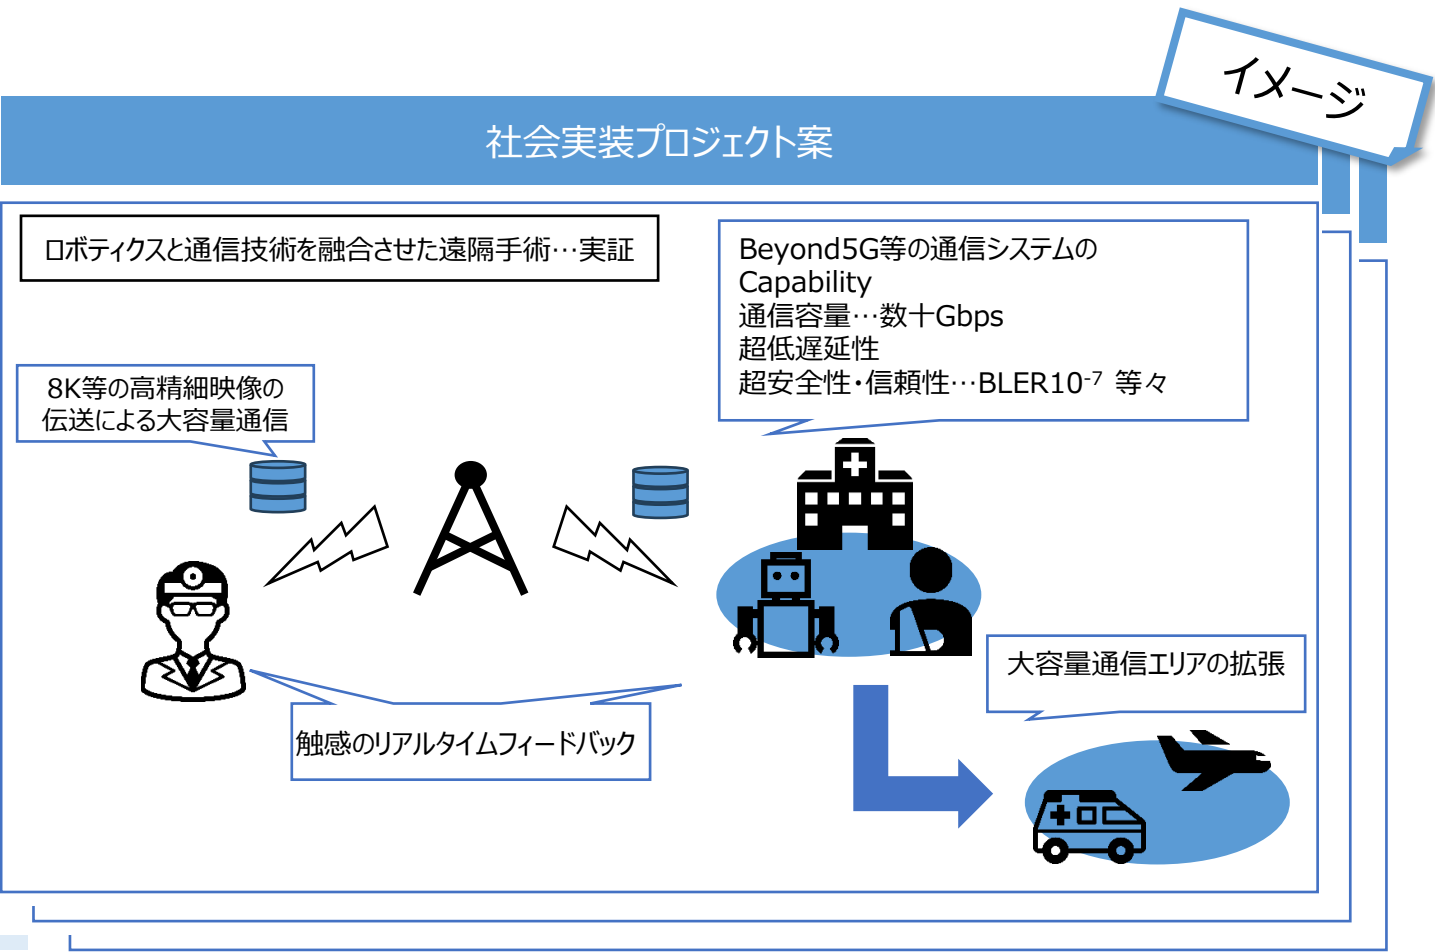 イメージ
社会実装プロジェクト案
ロボティクスと通信技術を融合させた遠隔手術…実証
Beyond5G等の通信システムの
Capability
通信容量…数十Gbps
超低遅延性
超安全性・信頼性…BLER10⁻⁷ 等々
8K等の高精細映像の
伝送による大容量通信
大容量通信エリアの拡張
触感のリアルタイムフィードバック